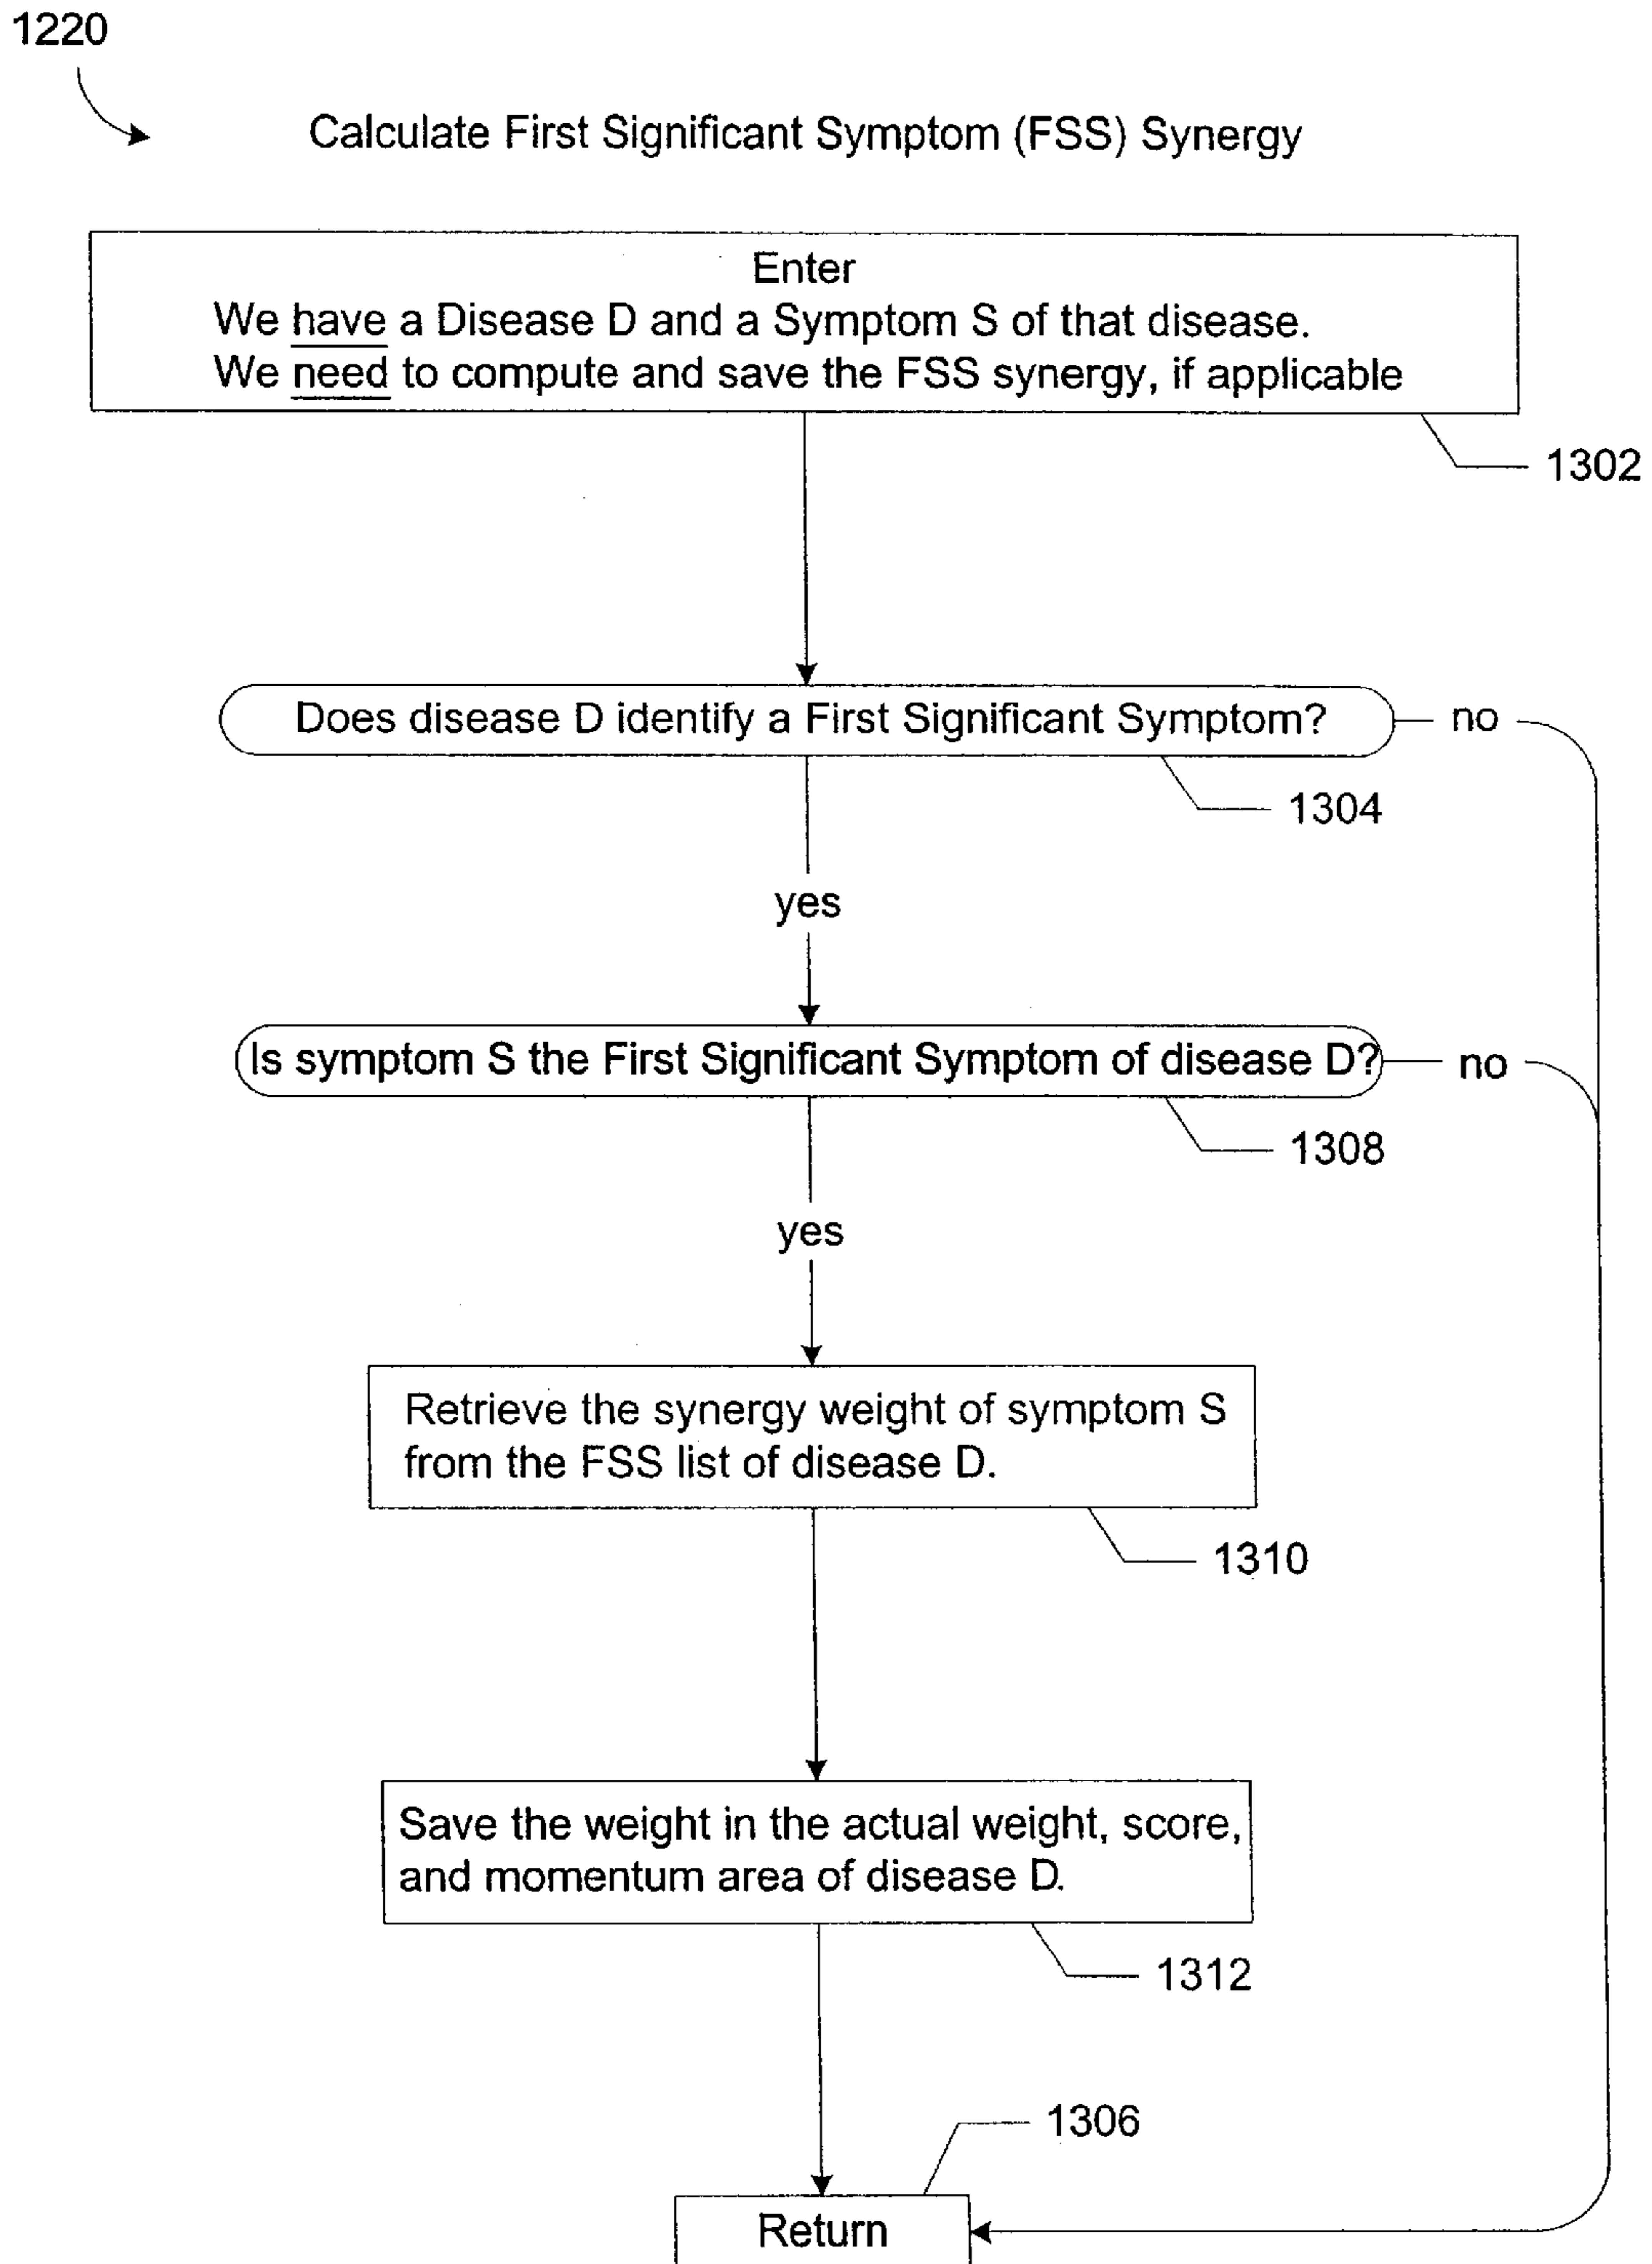 1220
Calculate First Significant Symptom (FSS) Synergy
Enter
We have a Disease D and a Symptom S of that disease.
We need to compute and save the FSS synergy, if applicable
1302
Does disease D identify a First Significant Symptom?
no
1304
yes
Is symptom S the First Significant Symptom of disease D?
no
1308
yes
Retrieve the synergy weight of symptom S
from the FSS list of disease D.
1310
Save the weight in the actual weight, score,
and momentum area of disease D.
1312
1306
Return